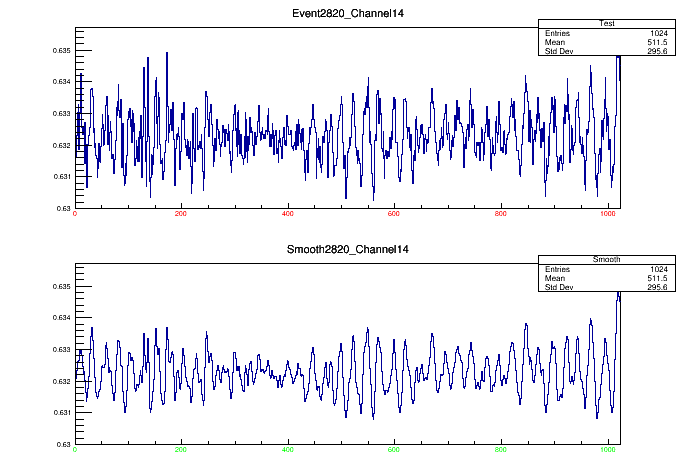 Event2820_Channel14
Test
Entries 1024
Mean 511.5
Std Dev 295.6
0.635
0.634
0.633
0.632
0.631
0.63
0 200 400 600 800 1000
Smooth2820_Channel14
Smooth
Entries 1024
Mean 511.5
Std Dev 295.6
0.635
0.634
0.633
0.632
0.631
0.63
0 200 400 600 800 1000